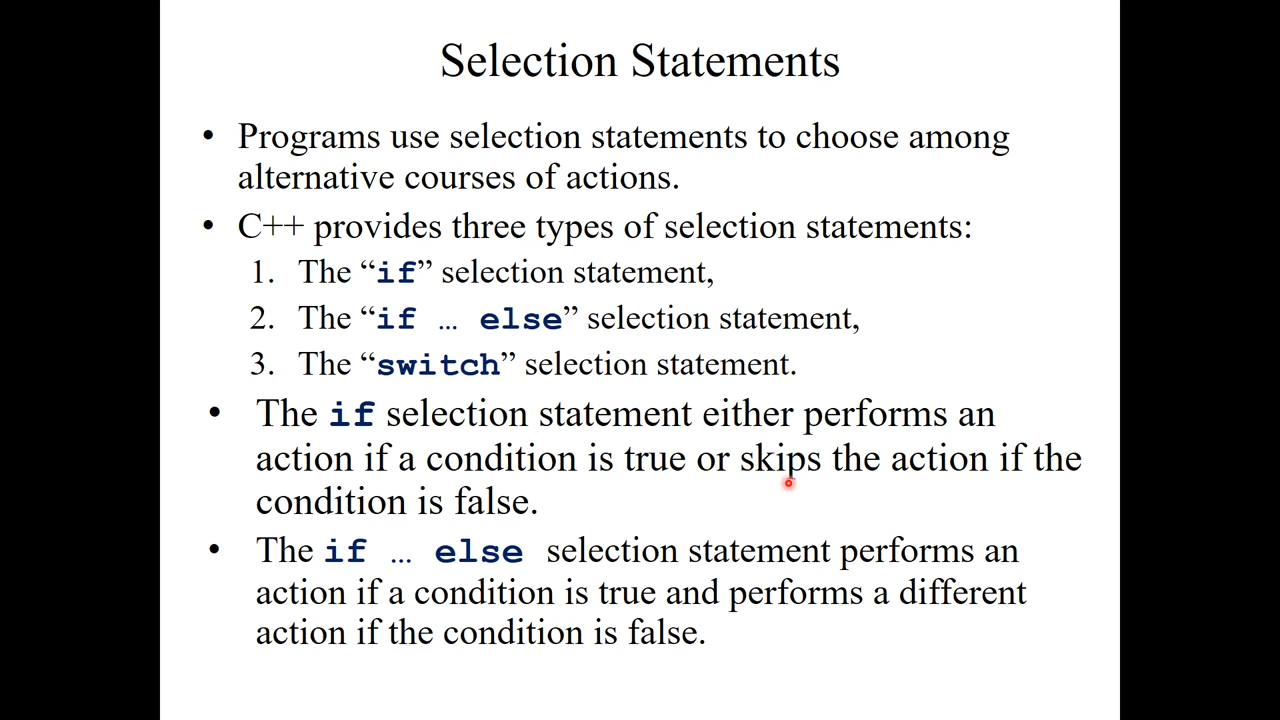 Selection Statements
• Programs use selection statements to choose among
alternative courses of actions.
• C++ provides three types of selection statements:
1. The “if” selection statement,
2. The “if … else” selection statement,
3. The “switch” selection statement.
• The if selection statement either performs an
action if a condition is true or skips the action if the
condition is false.
• The if … else selection statement performs an
action if a condition is true and performs a different
action if the condition is false.